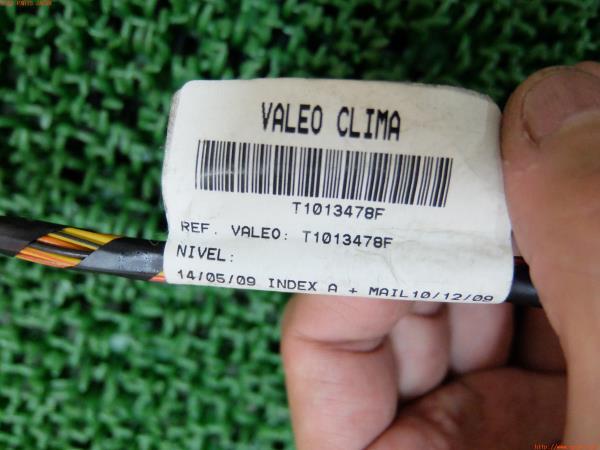 VALEO CLIMA
T1013478F
REF. VALEO: T1013478F
NIVEL:
14/05/09 INDEX A + MAIL10/12/09